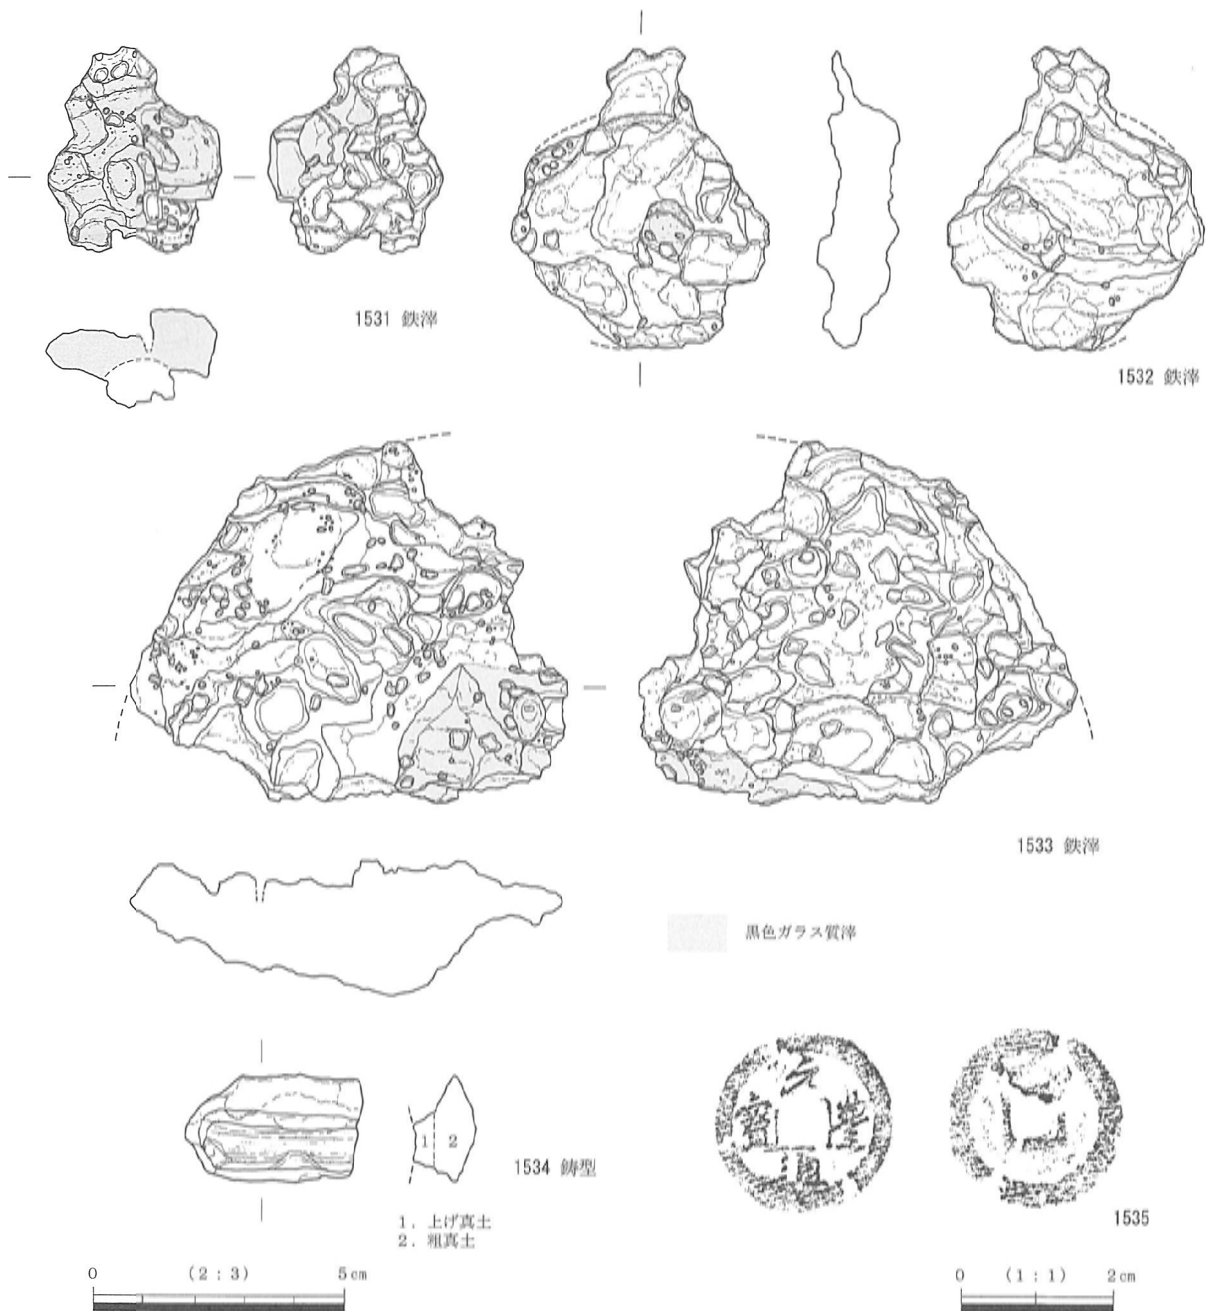 1531 鉄滓
1532 鉄滓
1533 鉄滓
黒色ガラス質滓
1 2
1534 鋳型
1. 上げ真土
2. 粗真土
1535
0 (2:3) 5cm
0 (1:1) 2cm